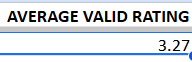 AVERAGE VALID RATING
3.27